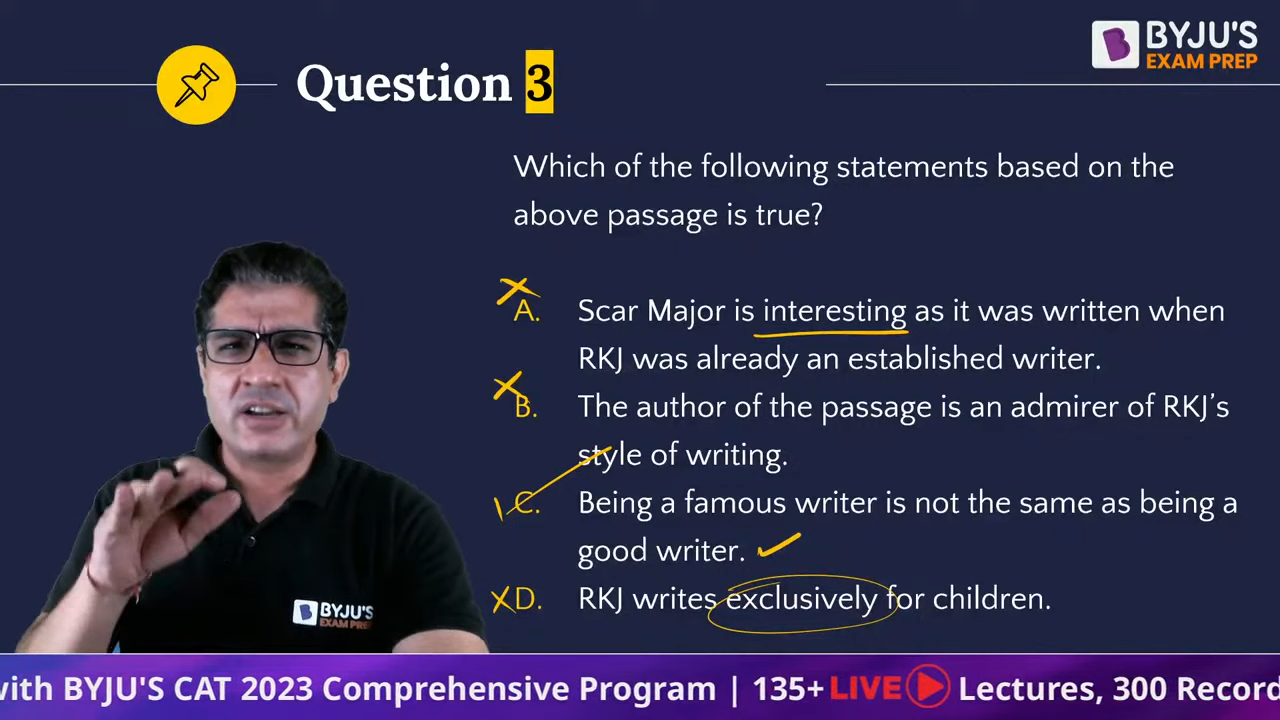 BYJU'S
EXAM PREP
Question 3
Which of the following statements based on the
above passage is true?
A. Scar Major is interesting as it was written when
RKJ was already an established writer.
B. The author of the passage is an admirer of RKJ's
style of writing.
C. Being a famous writer is not the same as being a
good writer.
D. RKJ writes exclusively for children.
BYJU'S
EXAM PREP
with BYJU'S CAT 2023 Comprehensive Program | 135+ LIVE Lectures, 300 Record